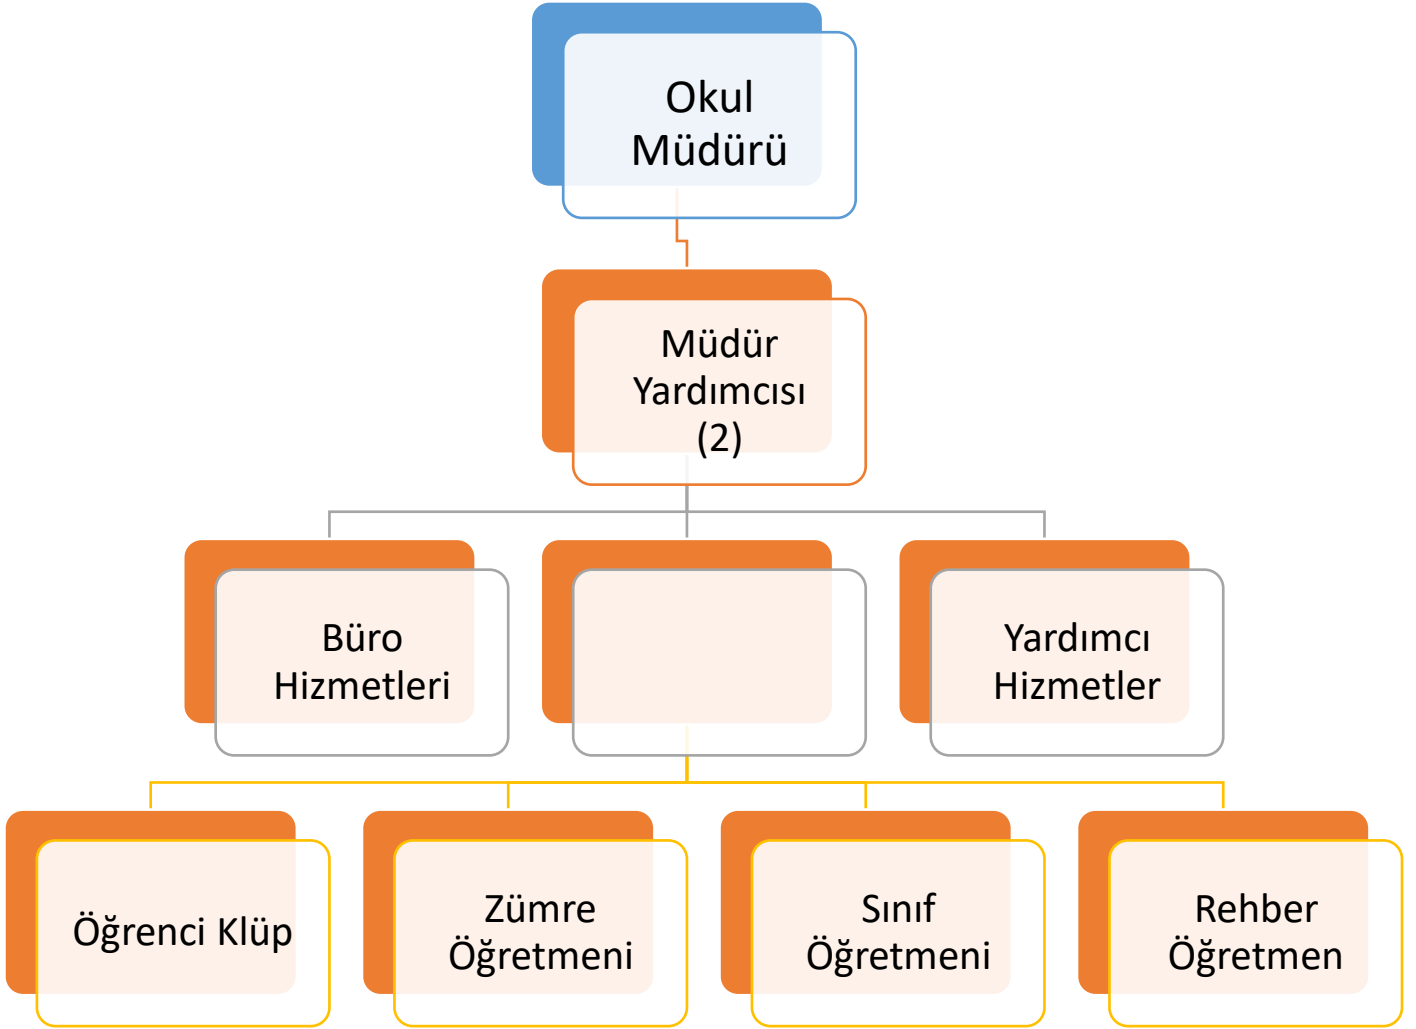 Okul
Müdürü
Müdür
Yardımcısı
(2)
Büro
Hizmetleri
Yardımcı
Hizmetler
Öğrenci Klüp
Zümre
Öğretmeni
Sınıf
Öğretmeni
Rehber
Öğretmen